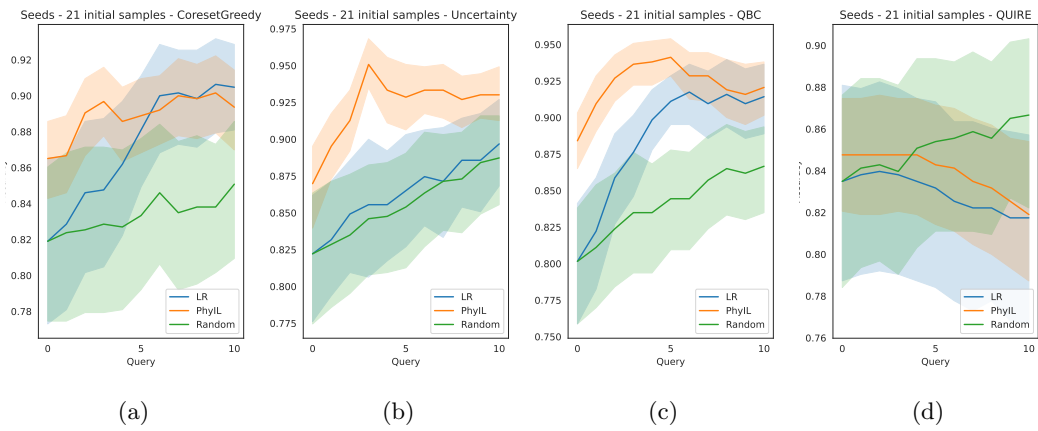 Seeds - 21 initial samples - CoresetGreedy
0.92
0.90
0.88
0.86
0.84
0.82
0.80
0.78
0
5
10
Query
LR
PhyIL
Random
(a)
Seeds - 21 initial samples - Uncertainty
0.975
0.950
0.925
0.900
0.875
0.850
0.825
0.800
0.775
0
5
10
Query
LR
PhyIL
Random
(b)
Seeds - 21 initial samples - QBC
0.950
0.925
0.900
0.875
0.850
0.825
0.800
0.775
0.750
0
5
10
Query
LR
PhyIL
Random
(c)
Seeds - 21 initial samples - QUIRE
0.90
0.88
0.86
0.84
0.82
0.80
0.78
0.76
0
5
10
Query
LR
PhyIL
Random
(d)